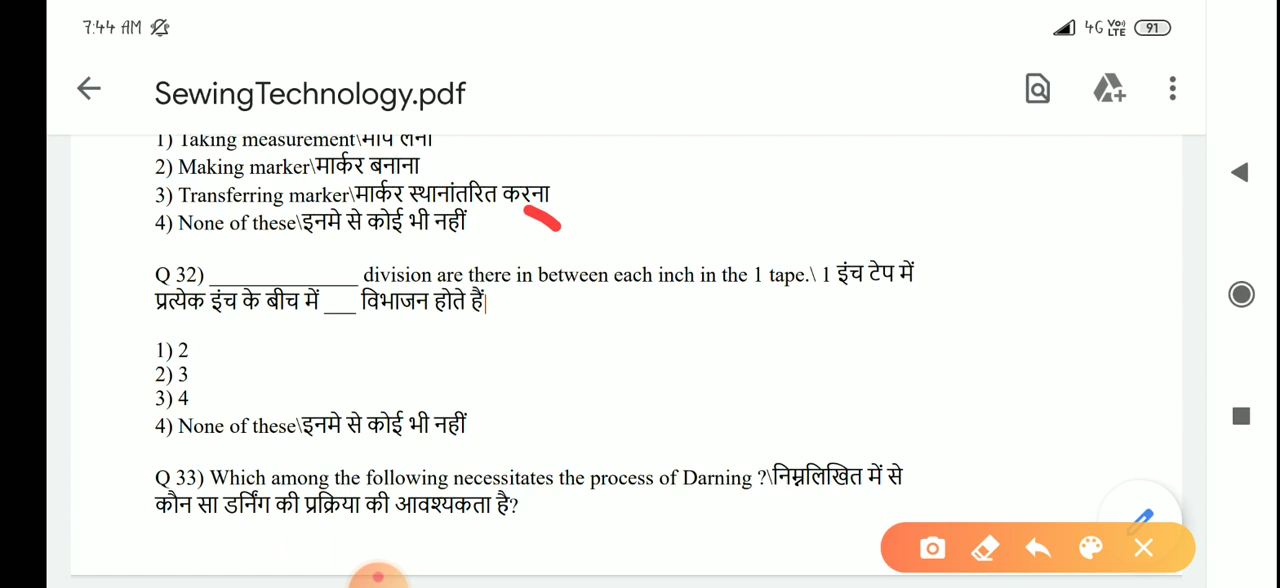 7:44 AM
4G Vo)) LTE 91
SewingTechnology.pdf
1) Taking measurement\माप लेना
2) Making marker\मार्कर बनाना
3) Transferring marker\मार्कर स्थानांतरित करना
4) None of these\इनमे से कोई भी नहीं
Q 32) ______________ division are there in between each inch in the 1 tape.\ 1 इंच टेप में
प्रत्येक इंच के बीच में ___ विभाजन होते हैं|
1) 2
2) 3
3) 4
4) None of these\इनमे से कोई भी नहीं
Q 33) Which among the following necessitates the process of Darning ?\निम्नलिखित में से
कौन सा डर्निंग की प्रक्रिया की आवश्यकता है?